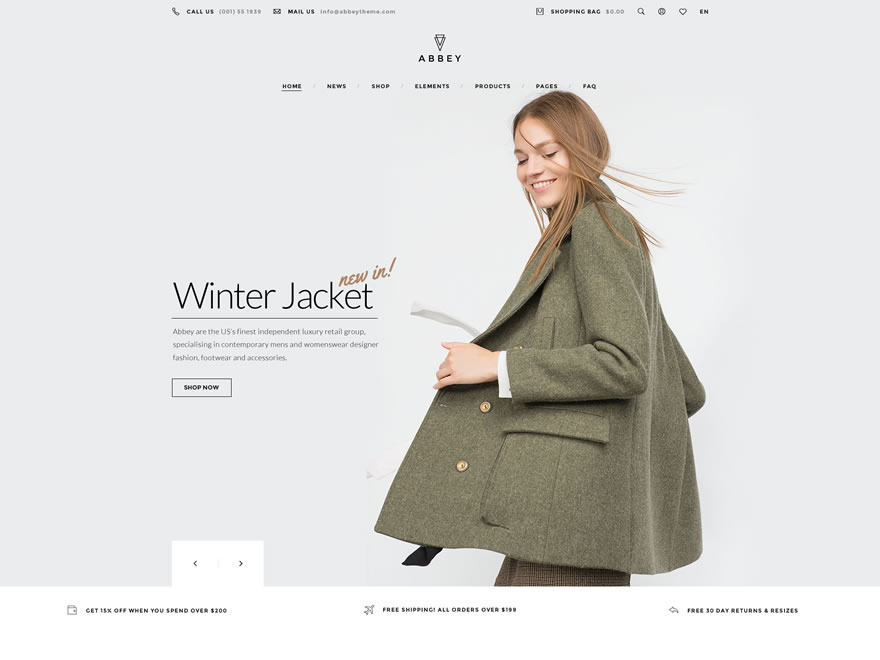 CALL US (001) 55 1939 MAIL US info@abbeytheme.com SHOPPING BAG $0.00 EN
ABBEY
HOME / NEWS / SHOP / ELEMENTS / PRODUCTS / PAGES / FAQ
new in!
Winter Jacket
Abbey are the US's finest independent luxury retail group,
specialising in contemporary mens and womenswear designer
fashion, footwear and accessories.
SHOP NOW
GET 15% OFF WHEN YOU SPEND OVER $200
FREE SHIPPING! ALL ORDERS OVER $199
FREE 30 DAY RETURNS & RESIZES